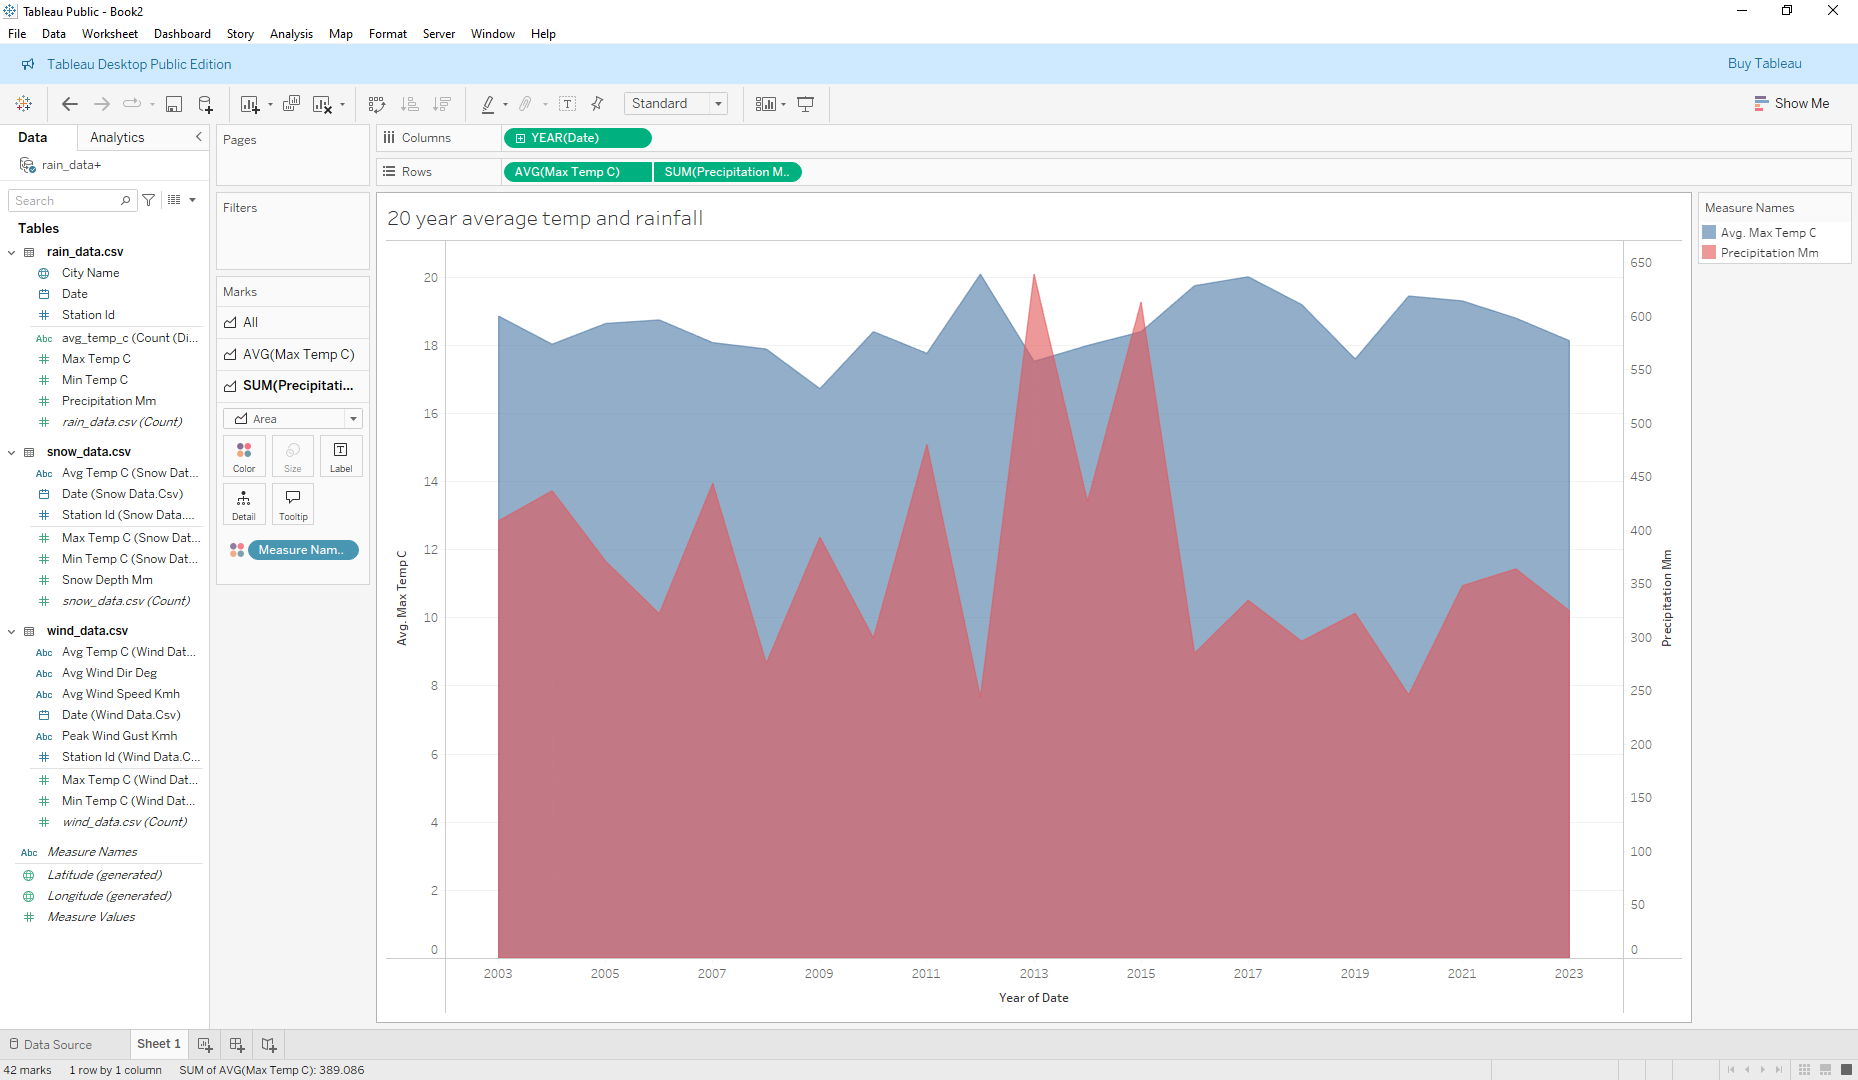 Tableau Public - Book2
File Data Worksheet Dashboard Story Analysis Map Format Server Window Help
Tableau Desktop Public Edition
Buy Tableau
Standard
Show Me
Data
Analytics
rain_data+
Search
Tables
rain_data.csv
City Name
Date
Station Id
Abc avg_temp_c (Count (Di...
Max Temp C
Min Temp C
Precipitation Mm
rain_data.csv (Count)
snow_data.csv
Abc Avg Temp C (Snow Dat...
Date (Snow Data.Csv)
Station Id (Snow Data....
Max Temp C (Snow Dat...
Min Temp C (Snow Dat...
Snow Depth Mm
snow_data.csv (Count)
wind_data.csv
Abc Avg Temp C (Wind Dat...
Abc Avg Wind Dir Deg
Abc Avg Wind Speed Kmh
Date (Wind Data.Csv)
Abc Peak Wind Gust Kmh
Station Id (Wind Data.C...
Max Temp C (Wind Dat...
Min Temp C (Wind Dat...
wind_data.csv (Count)
Abc Measure Names
Latitude (generated)
Longitude (generated)
Measure Values
Pages
Filters
Marks
All
AVG(Max Temp C)
SUM(Precipitati...
Area
Color
Size
Label
Detail
Tooltip
Measure Nam..
Columns
YEAR(Date)
Rows
AVG(Max Temp C)
SUM(Precipitation M..
20 year average temp and rainfall
20
18
16
14
12
10
8
6
4
2
0
Avg. Max Temp C
650
600
550
500
450
400
350
300
250
200
150
100
50
0
Precipitation Mm
2003 2005 2007 2009 2011 2013 2015 2017 2019 2021 2023
Year of Date
Measure Names
Avg. Max Temp C
Precipitation Mm
Data Source
Sheet 1
42 marks
1 row by 1 column
SUM of AVG(Max Temp C): 389.086